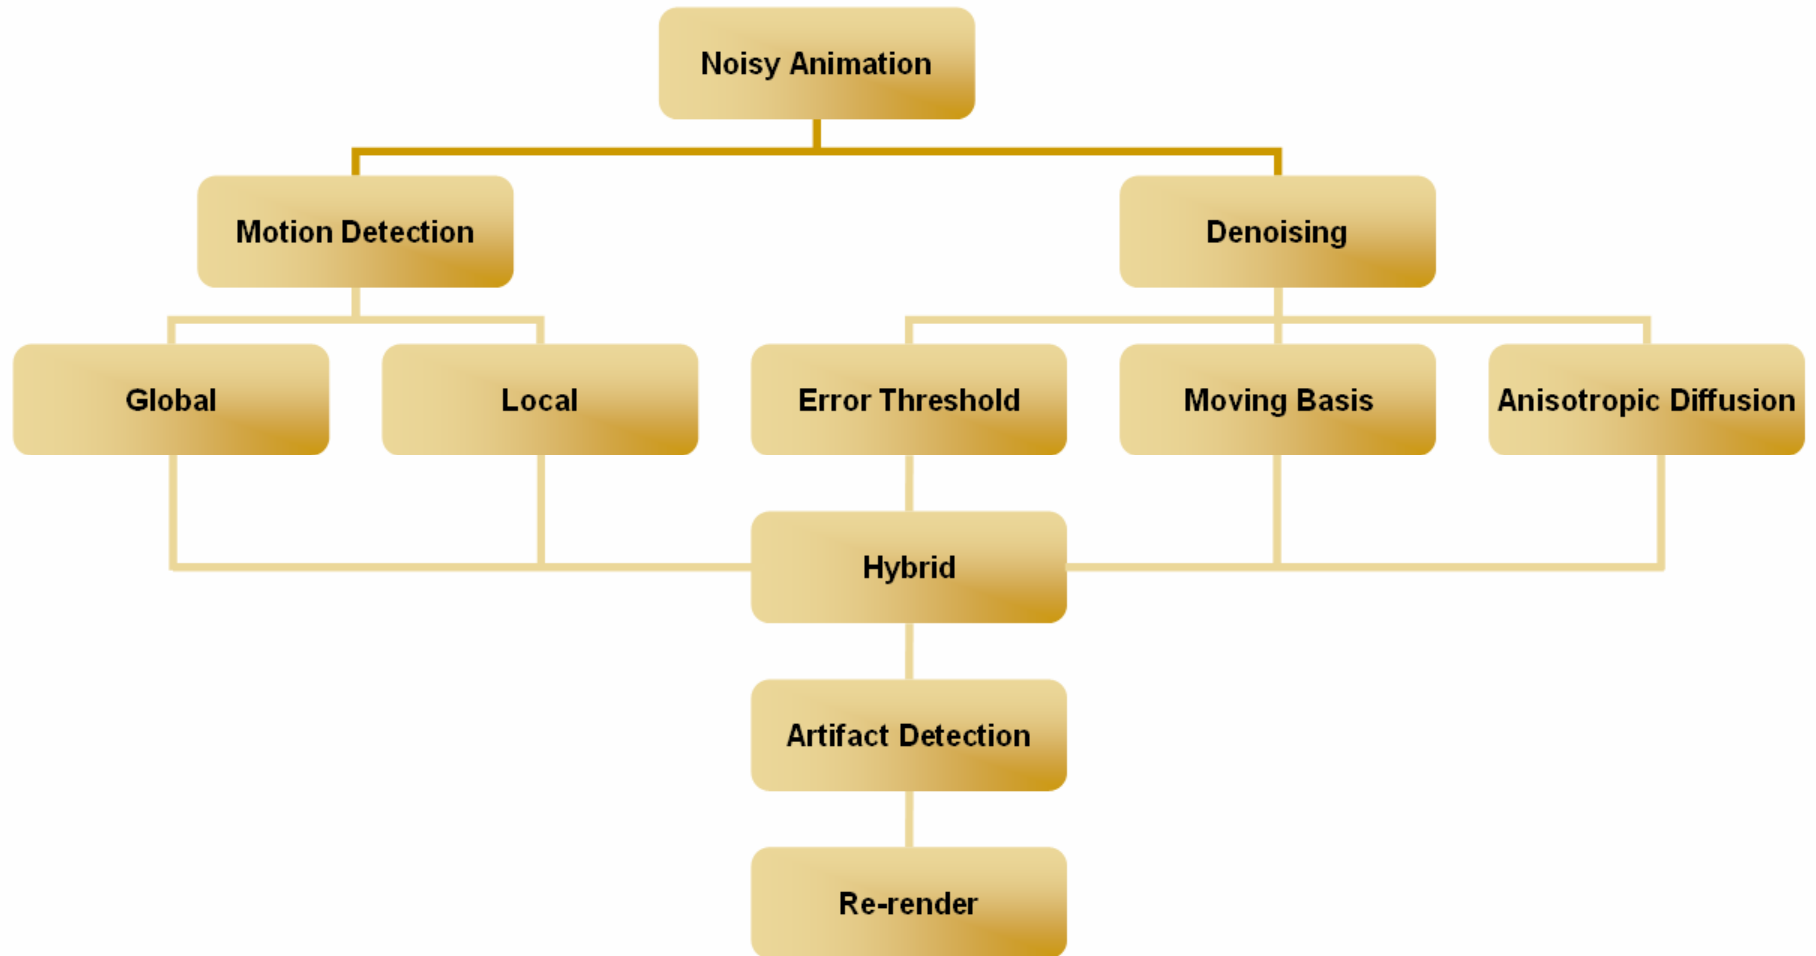 Noisy Animation
Motion Detection
Denoising
Global
Local
Error Threshold
Moving Basis
Anisotropic Diffusion
Hybrid
Artifact Detection
Re-render